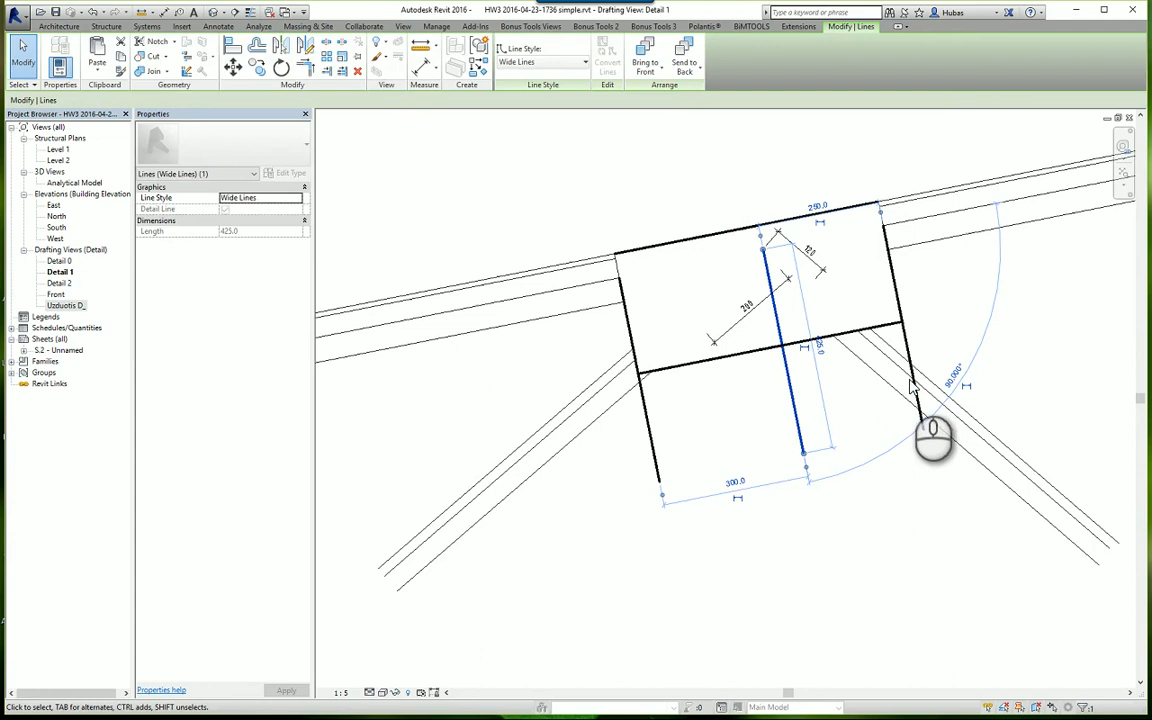 Autodesk Revit 2016 - HW3 2016-04-23-1736 simple.rvt - Drafting View: Detail 1
Type a keyword or phrase
Hubas
Architecture Structure Systems Insert Annotate Analyze Massing & Site Collaborate View Manage Add-Ins Bonus Tools Views Bonus Tools 2 Bonus Tools 3 Polantis® BiMTOOLS Extensions Modify | Lines
Notch
Cut
Join
Modify
Paste
Line Style:
Wide Lines
Convert Lines
Bring to Front
Send to Back
Select Properties Clipboard Modify View Measure Create Line Style Edit Arrange
Modify | Lines
Project Browser - HW3 2016-04-2...
Views (all)
Structural Plans
Level 1
Level 2
3D Views
Analytical Model
Elevations (Building Elevation
East
North
South
West
Drafting Views (Detail)
Detail 0
Detail 1
Detail 2
Front
Uzduotis D_
Legends
Schedules/Quantities
Sheets (all)
S.2 - Unnamed
Families
Groups
Revit Links
Properties
Lines (Wide Lines) (1)
Edit Type
Graphics
Line Style Wide Lines
Detail Line
Dimensions
Length 425.0
Properties help
Apply
250.0
120
200
90.000°
300.0
1 : 5
Click to select, TAB for alternates, CTRL adds, SHIFT unselects.
:0
Main Model
:1